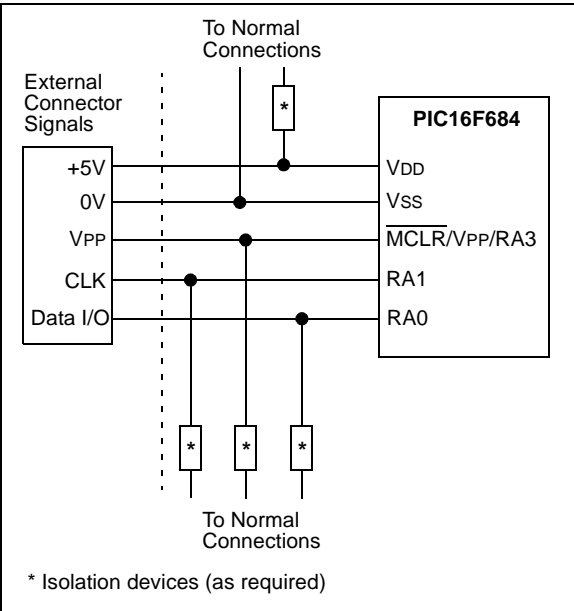 To Normal
Connections
External
Connector
Signals
*
PIC16F684
+5V
VDD
0V
VSS
VPP
MCLR/VPP/RA3
CLK
RA1
Data I/O
RA0
* * *
To Normal
Connections
* Isolation devices (as required)